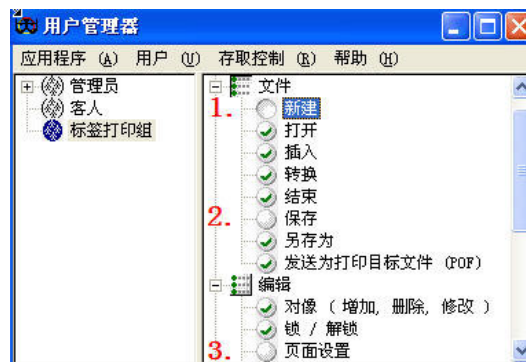 用户管理器
应用程序 (A) 用户 (U) 存取控制 (R) 帮助 (H)
管理员
客人
标签打印组
文件
1. 新建
打开
插入
转换
结束
2. 保存
另存为
发送为打印目标文件 (POF)
编辑
对像 ( 增加, 删除, 修改 )
锁 / 解锁
3. 页面设置